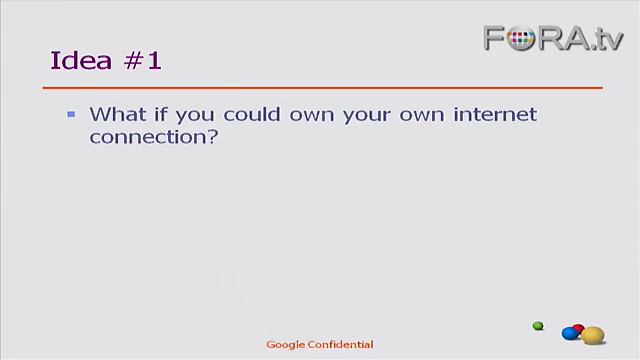 FORA.tv
Idea #1
What if you could own your own internet
connection?
Google Confidential